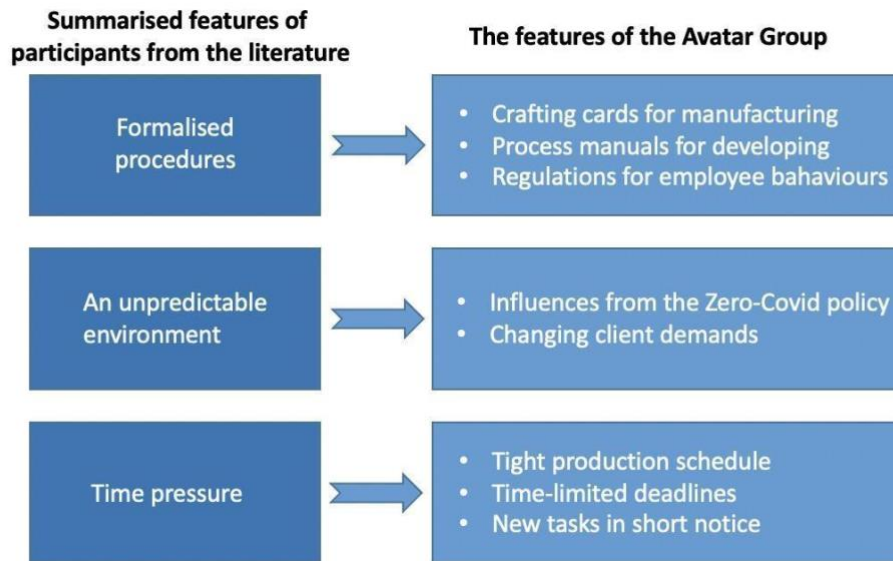 Summarised features of
participants from the literature
The features of the Avatar Group
Formalised
procedures
• Crafting cards for manufacturing
• Process manuals for developing
• Regulations for employee bahaviours
An unpredictable
environment
• Influences from the Zero-Covid policy
• Changing client demands
Time pressure
• Tight production schedule
• Time-limited deadlines
• New tasks in short notice